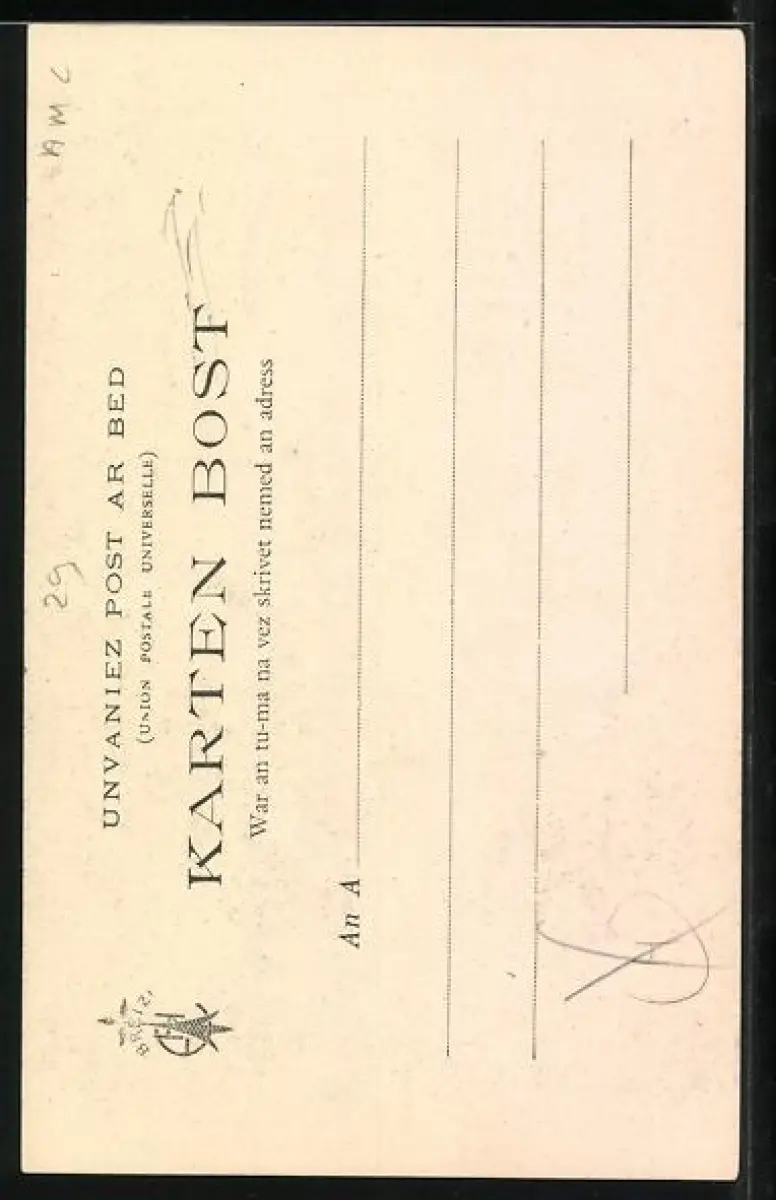 AMC
29
UNVANIEZ POST AR BED
(UNION POSTALE UNIVERSELLE)
KARTEN BOST
War an tu-ma na vez skrivet nemed an adress
BREIZ
An A